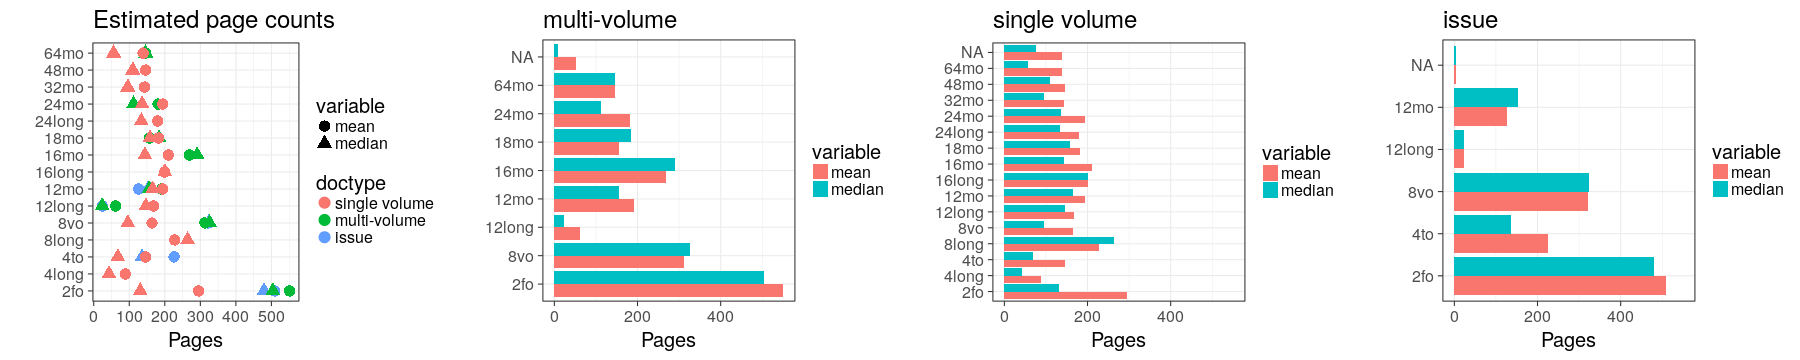 Estimated page counts
64mo
48mo
32mo
24mo
24long
18mo
16mo
16long
12mo
12long
8vo
8long
4to
4long
2fo
0 100 200 300 400 500
Pages
variable
mean
median
doctype
single volume
multi-volume
issue
multi-volume
NA
64mo
24mo
18mo
16mo
12mo
12long
8vo
2fo
0 200 400
Pages
variable
mean
median
single volume
NA
64mo
48mo
32mo
24mo
24long
18mo
16mo
16long
12mo
12long
8vo
8long
4to
4long
2fo
0 200 400
Pages
variable
mean
median
issue
NA
12mo
12long
8vo
4to
2fo
0 200 400
Pages
variable
mean
median